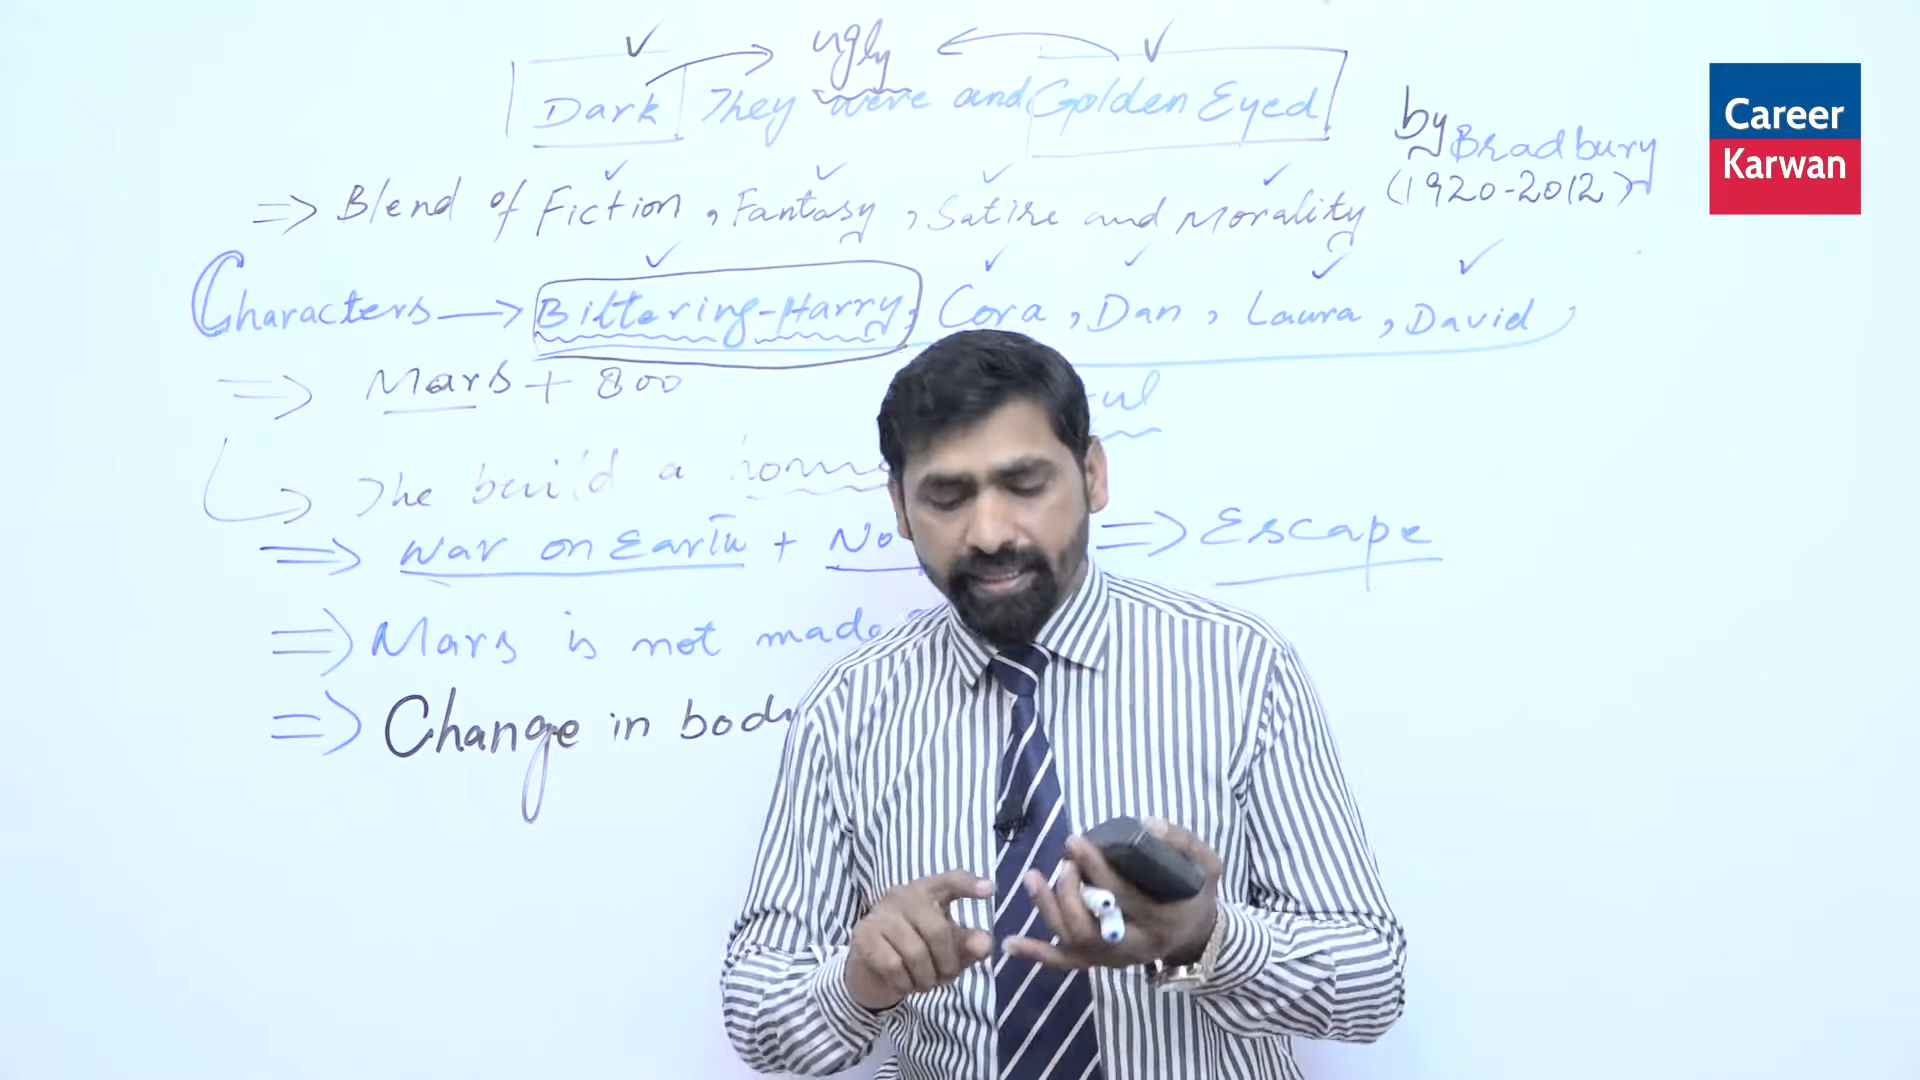 ugly
Dark They were and Golden Eyed
by Bradbury
(1920-2012)
Career
Karwan
=> Blend of Fiction, Fantasy, Satire and Morality
Characters → Bittering-Harry, Cora, Dan, Laura, David,
=> Mars + 800
The build a
=> War on Earth + => Escape
=> Mars is not made
=> Change in body